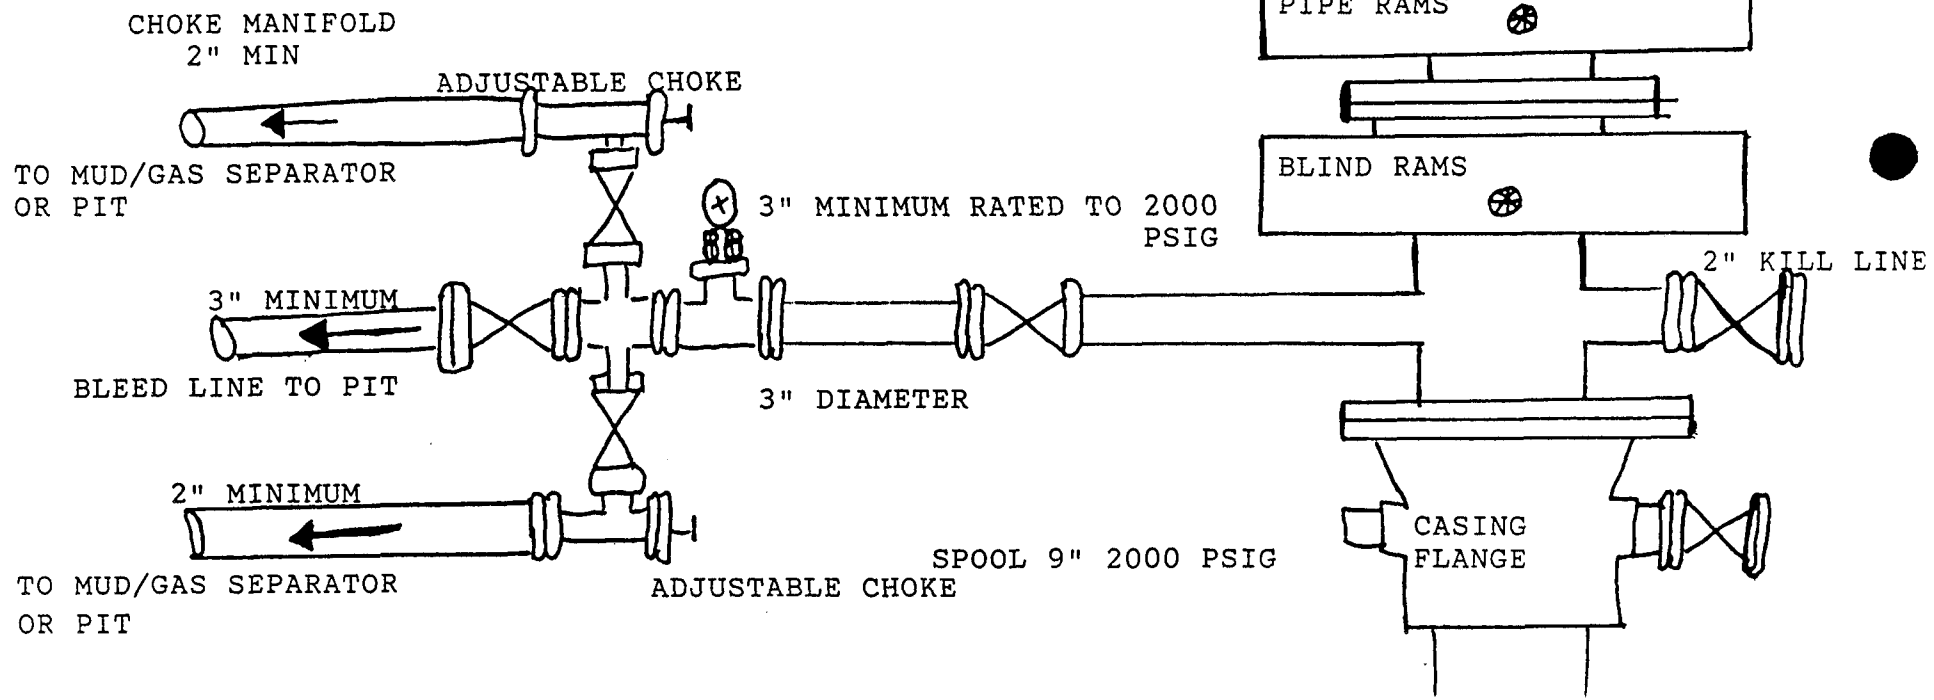 PIPE RAMS
CHOKE MANIFOLD
2" MIN
ADJUSTABLE CHOKE
TO MUD/GAS SEPARATOR
OR PIT
BLIND RAMS
3" MINIMUM RATED TO 2000
PSIG
2" KILL LINE
3" MINIMUM
BLEED LINE TO PIT
3" DIAMETER
2" MINIMUM
CASING
FLANGE
SPOOL 9" 2000 PSIG
TO MUD/GAS SEPARATOR
OR PIT
ADJUSTABLE CHOKE